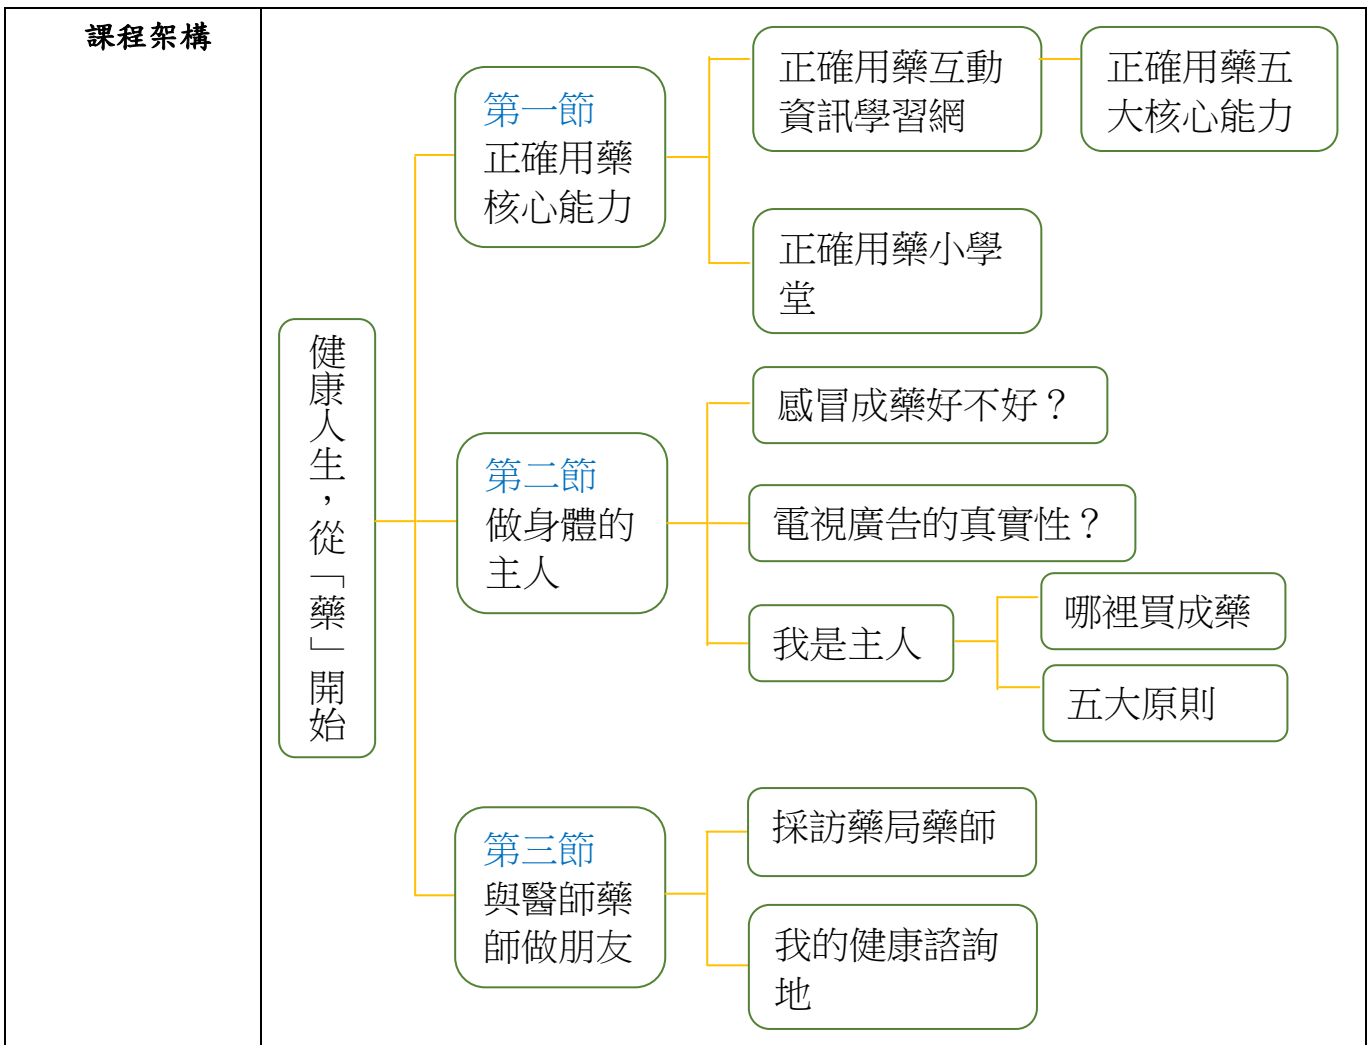 課程架構
健康人生，從「藥」開始
第一節
正確用藥
核心能力
正確用藥互動
資訊學習網
正確用藥五
大核心能力
正確用藥小學
堂
第二節
做身體的
主人
感冒成藥好不好？
電視廣告的真實性？
我是主人
哪裡買成藥
五大原則
第三節
與醫師藥
師做朋友
採訪藥局藥師
我的健康諮詢
地